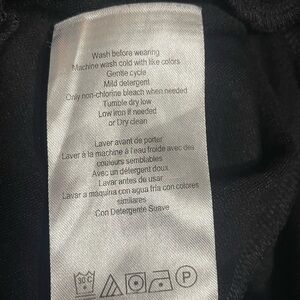 Wash before wearing
Machine wash cold with like colors
Gentle cycle
Mild detergent
Only non-chlorine bleach when needed
Tumble dry low
Low iron if needed
or Dry clean
Laver avant de porter
Laver à la machine à l'eau froide avec des
couleurs semblables
Avec un détergent doux
Lavar antes de usar
Lavar a maquina con agua fria con colores
similares
Con Detergente Suave
30 C
P